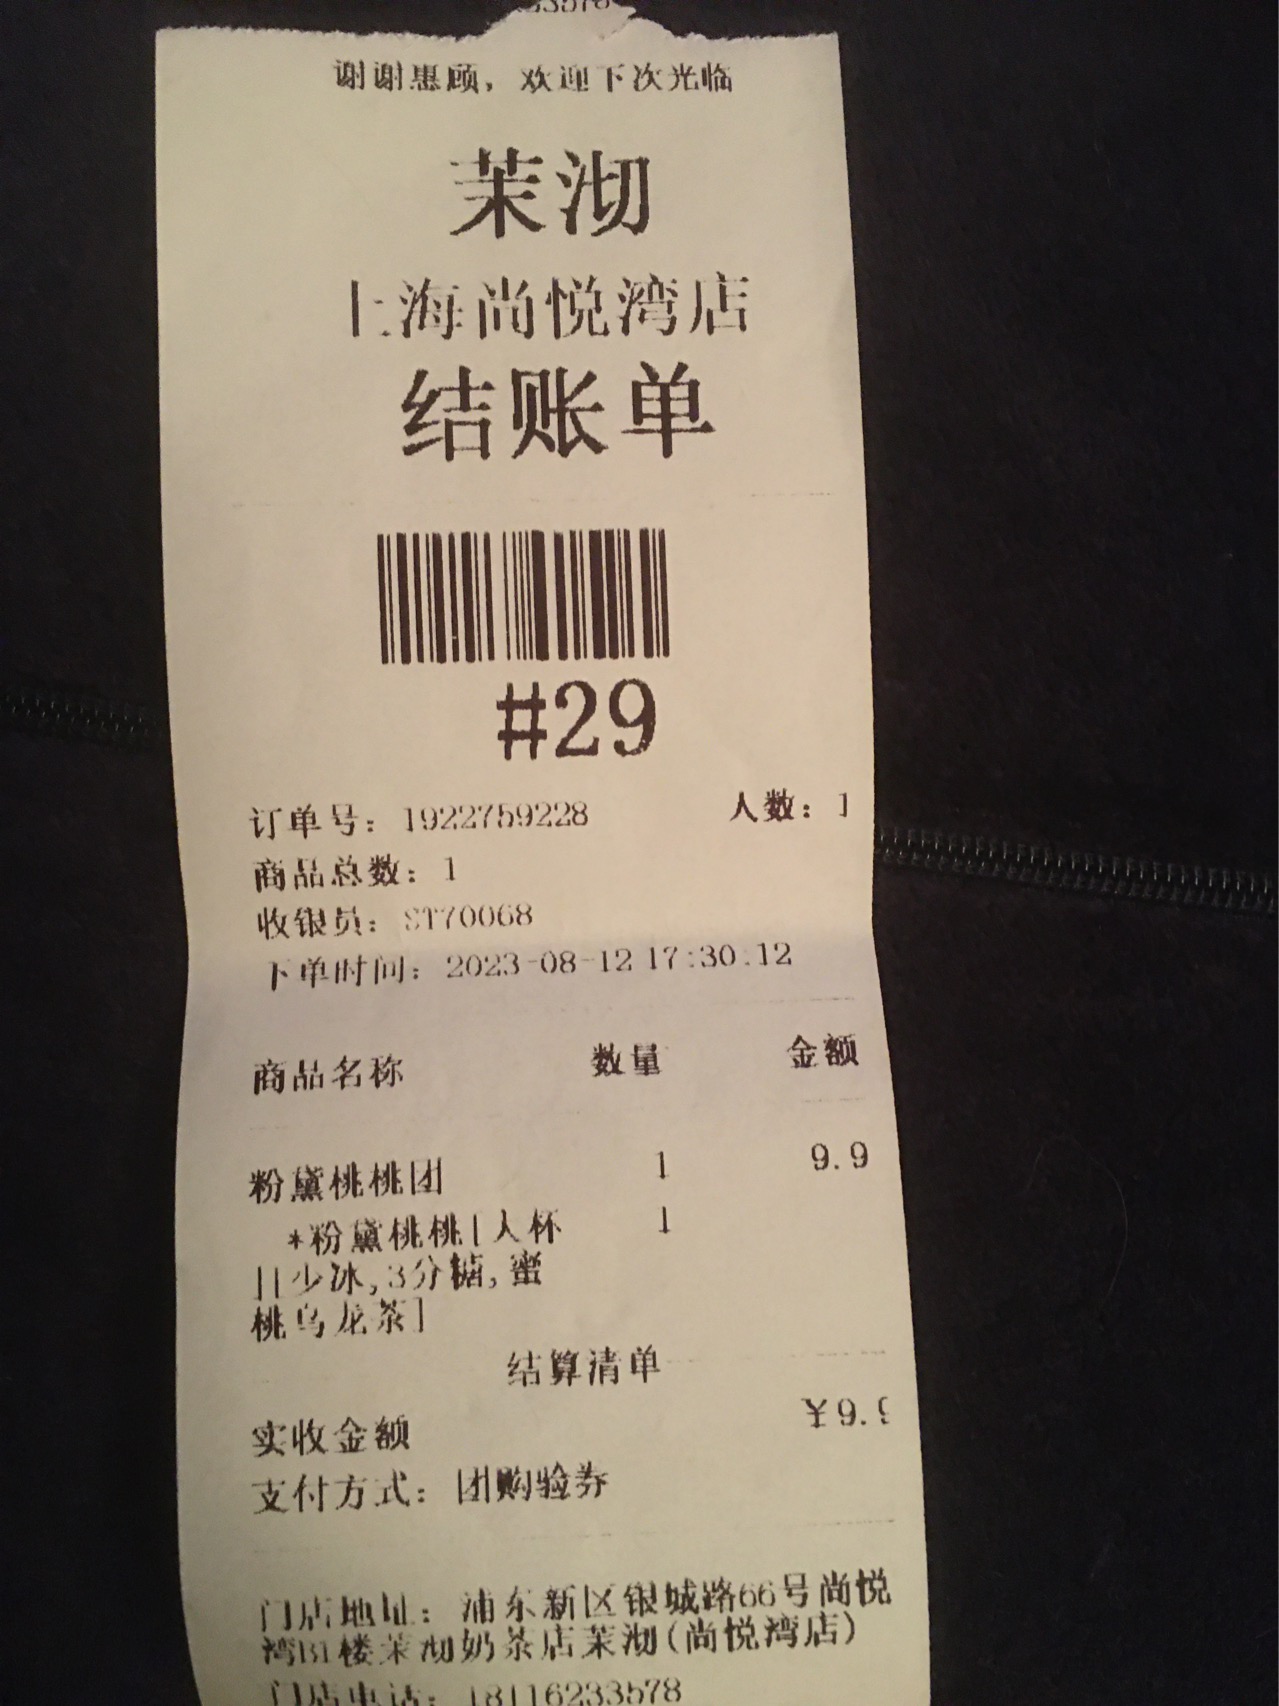 33578
谢谢惠顾，欢迎下次光临
茉沏
上海尚悦湾店
结账单
#29
订单号：1922759228 人数：1
商品总数：1
收银员：ST70068
下单时间：2023-08-12 17:30:12
商品名称 数量 金额
粉黛桃桃团 1 9.9
*粉黛桃桃[大杯 1
][少冰,3分糖,蜜
桃乌龙茶]
结算清单
实收金额 ¥9.9
支付方式：团购验券
门店地址：浦东新区银城路66号尚悦
湾B1楼茉沏奶茶店茉沏(尚悦湾店)
门店电话：18116233578